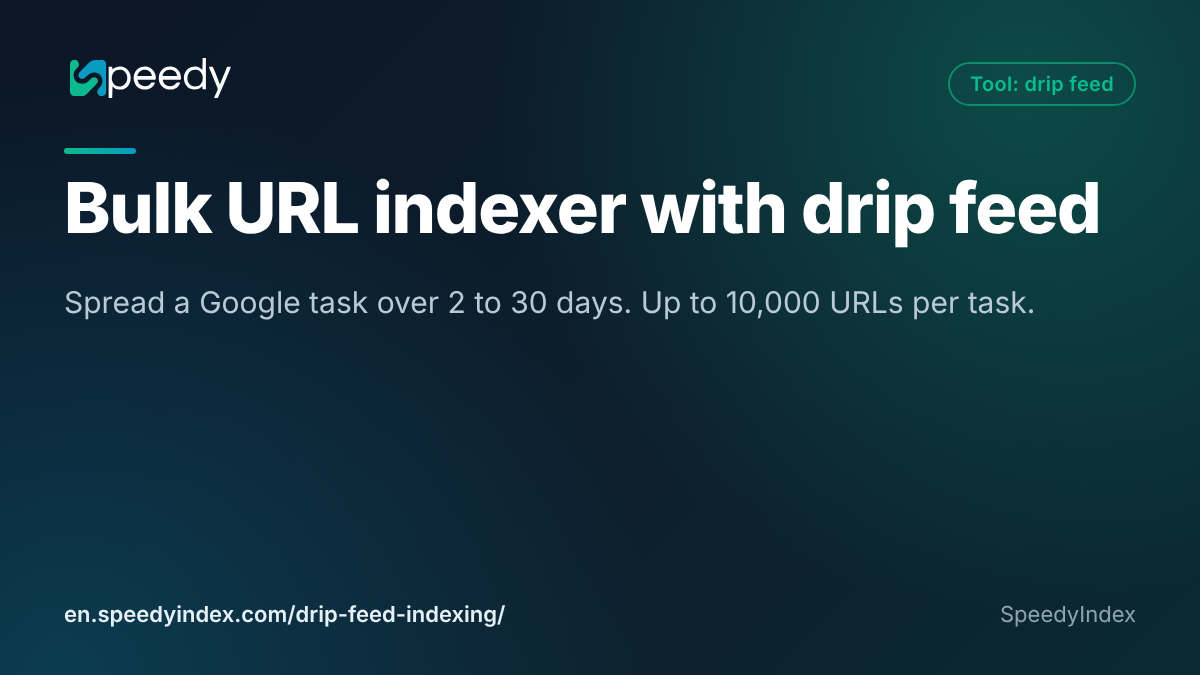 Speedy
Tool: drip feed
Bulk URL indexer with drip feed
Spread a Google task over 2 to 30 days. Up to 10,000 URLs per task.
en.speedyindex.com/drip-feed-indexing/
SpeedyIndex